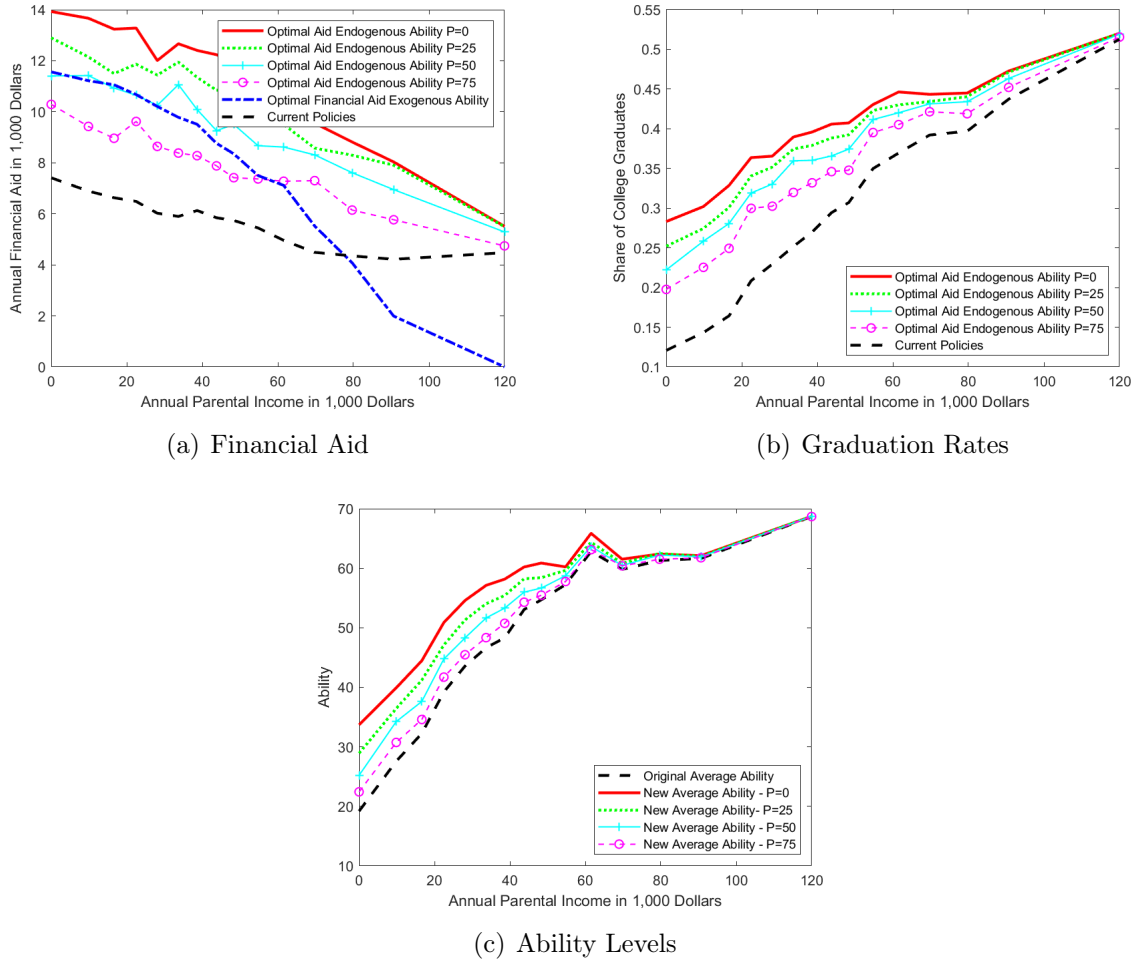 14
12
10
8
6
4
2
0
Annual Financial Aid in 1,000 Dollars
Optimal Aid Endogenous Ability P=0
Optimal Aid Endogenous Ability P=25
Optimal Aid Endogenous Ability P=50
Optimal Aid Endogenous Ability P=75
Optimal Financial Aid Exogenous Ability
Current Policies
0 20 40 60 80 100 120
Annual Parental Income in 1,000 Dollars
(a) Financial Aid
0.55
0.5
0.45
0.4
0.35
0.3
0.25
0.2
0.15
0.1
Share of College Graduates
Optimal Aid Endogenous Ability P=0
Optimal Aid Endogenous Ability P=25
Optimal Aid Endogenous Ability P=50
Optimal Aid Endogenous Ability P=75
Current Policies
0 20 40 60 80 100 120
Annual Parental Income in 1,000 Dollars
(b) Graduation Rates
70
60
50
40
30
20
10
Ability
Original Average Ability
New Average Ability - P=0
New Average Ability- P=25
New Average Ability - P=50
New Average Ability - P=75
0 20 40 60 80 100 120
Annual Parental Income in 1,000 Dollars
(c) Ability Levels